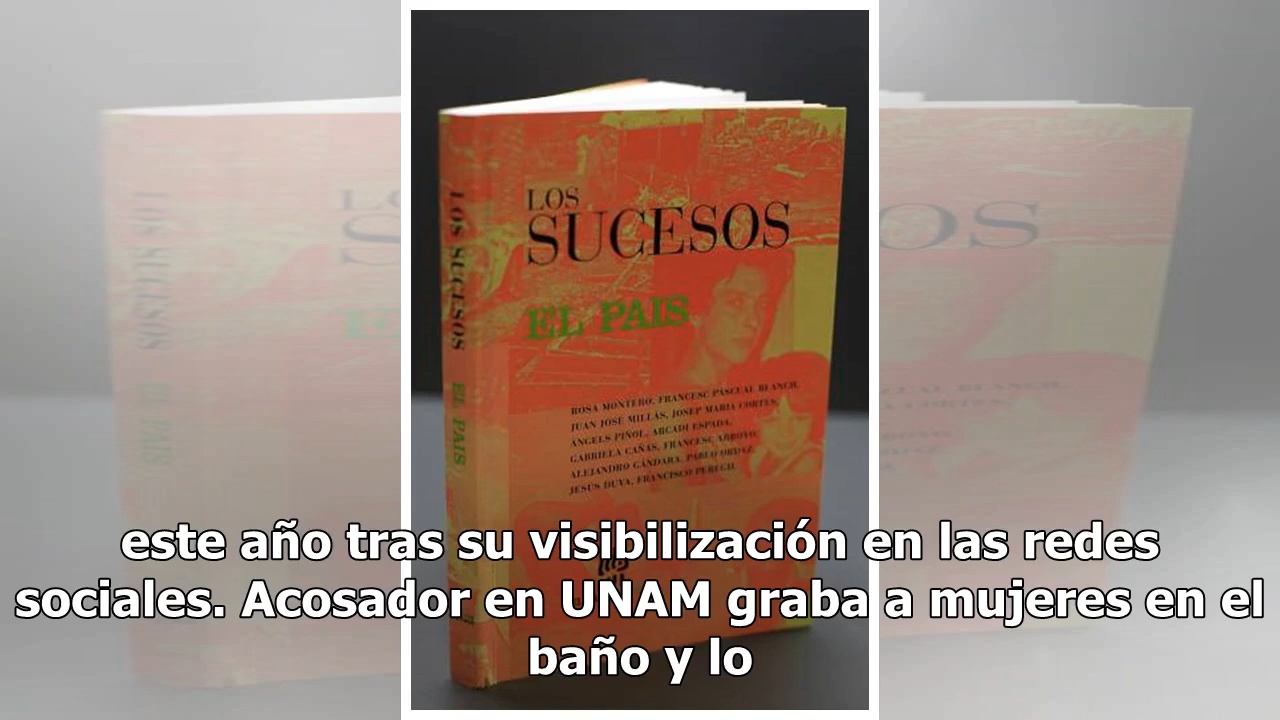 LOS
SUCESOS
EL PAIS
ROSA MONTERO, FRANCESC PASCUAL BLANCH,
JUAN JOSÉ MILLÁS, JOSEP MARIA CORTÉS,
ÀNGELS PIÑOL, ARCADI ESPADA,
GABRIELA CAÑAS, FRANCESC ARROYO,
ALEJANDRO GÁNDARA, PABLO ORDAZ,
JESÚS DUVA, FRANCISCO PEREGIL.
LOS SUCESOS EL PAIS
este año tras su visibilización en las redes
sociales. Acosador en UNAM graba a mujeres en el
baño y lo